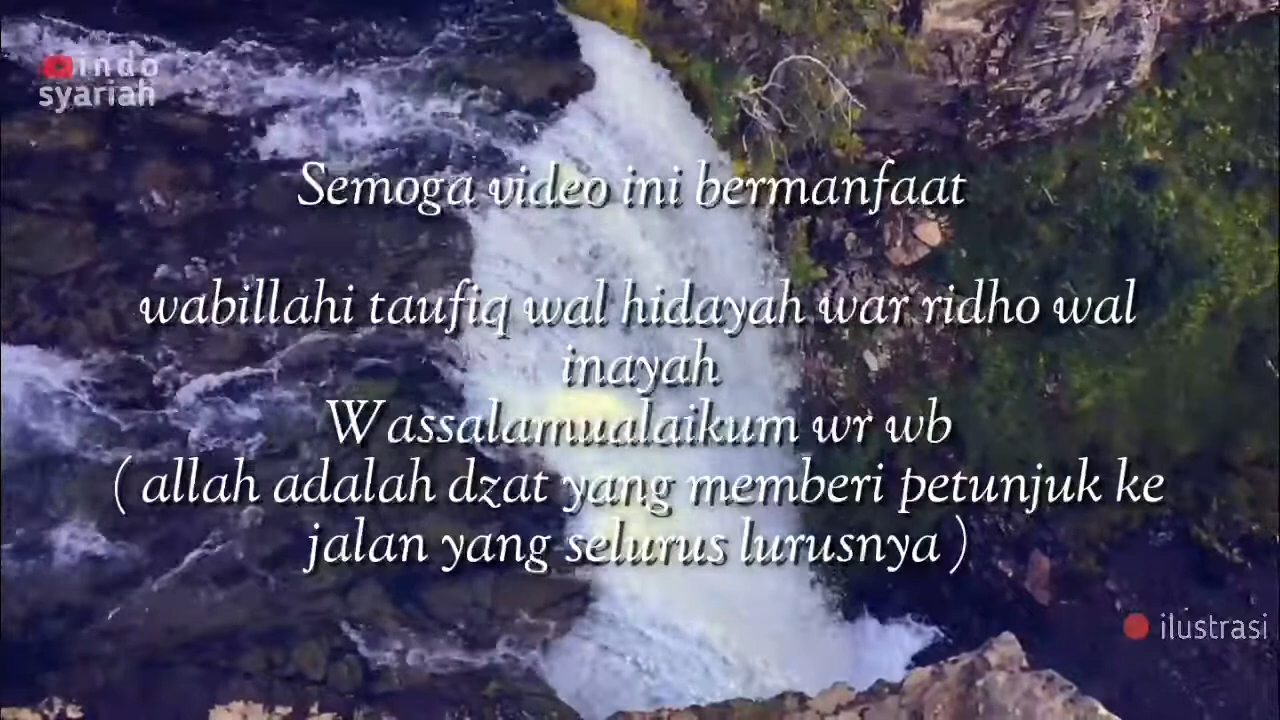 indo
syariah
Semoga video ini bermanfaat
wabillahi taufiq wal hidayah war ridho wal
inayah
Wassalamualaikum wr wb
( allah adalah dzat yang memberi petunjuk ke
jalan yang selurus lurusnya )
ilustrasi